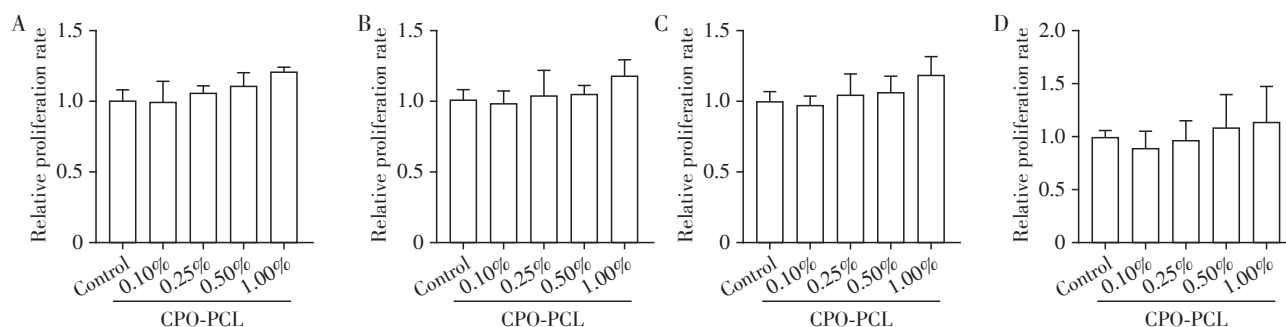 A
Relative proliferation rate
1.5
1.0
0.5
0
Control
0.10%
0.25%
0.50%
1.00%
CPO-PCL
B
Relative proliferation rate
1.5
1.0
0.5
0
Control
0.10%
0.25%
0.50%
1.00%
CPO-PCL
C
Relative proliferation rate
1.5
1.0
0.5
0
Control
0.10%
0.25%
0.50%
1.00%
CPO-PCL
D
Relative proliferation rate
2.0
1.5
1.0
0.5
0
Control
0.10%
0.25%
0.50%
1.00%
CPO-PCL